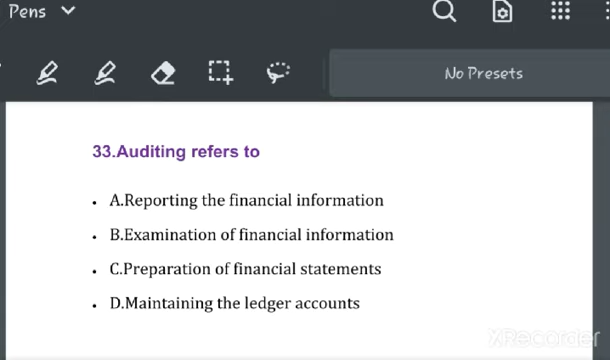 Pens
No Presets
33.Auditing refers to
• A.Reporting the financial information
• B.Examination of financial information
• C.Preparation of financial statements
• D.Maintaining the ledger accounts
XRecorder